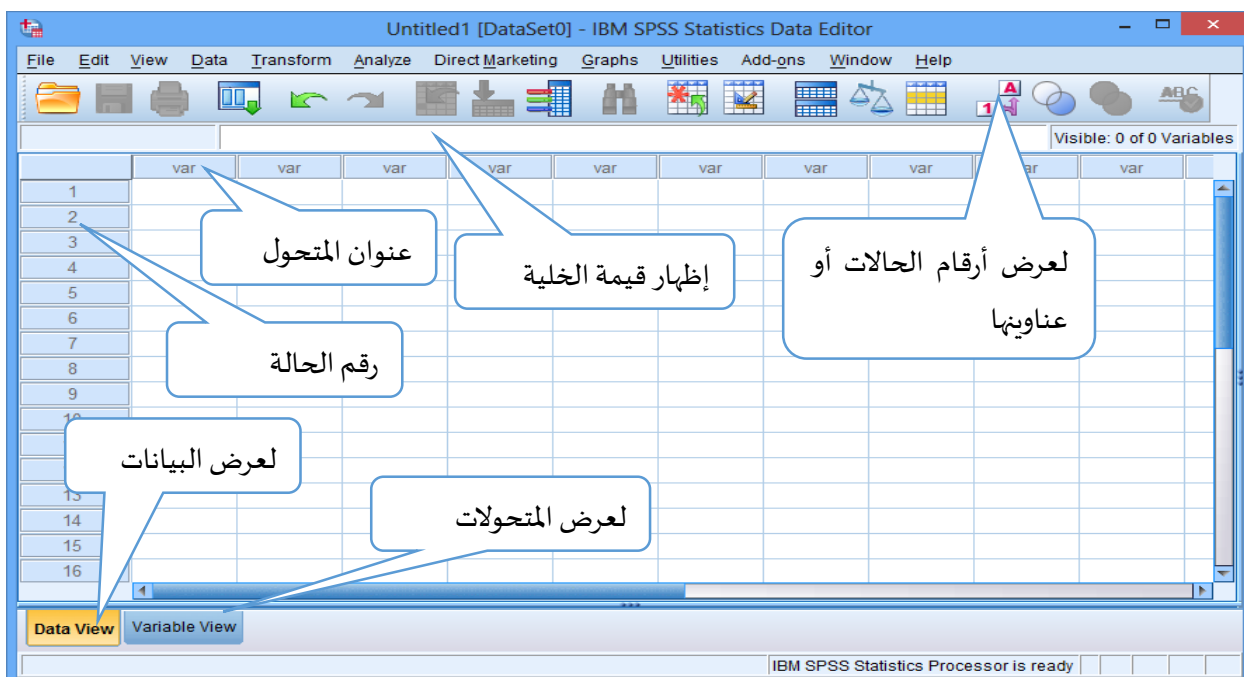 Untitled1 [DataSet0] - IBM SPSS Statistics Data Editor
File Edit View Data Transform Analyze Direct Marketing Graphs Utilities Add-ons Window Help
1 A ABC
Visible: 0 of 0 Variables
var var var var var var var var var
1
2
3
4
5
6
7
8
9
عنوان المتحول
إظهار قيمة الخلية
لعرض أرقام الحالات أو
عناوينها
رقم الحالة
لعرض البيانات
13
14
15
16
لعرض المتحولات
Data View Variable View
IBM SPSS Statistics Processor is ready